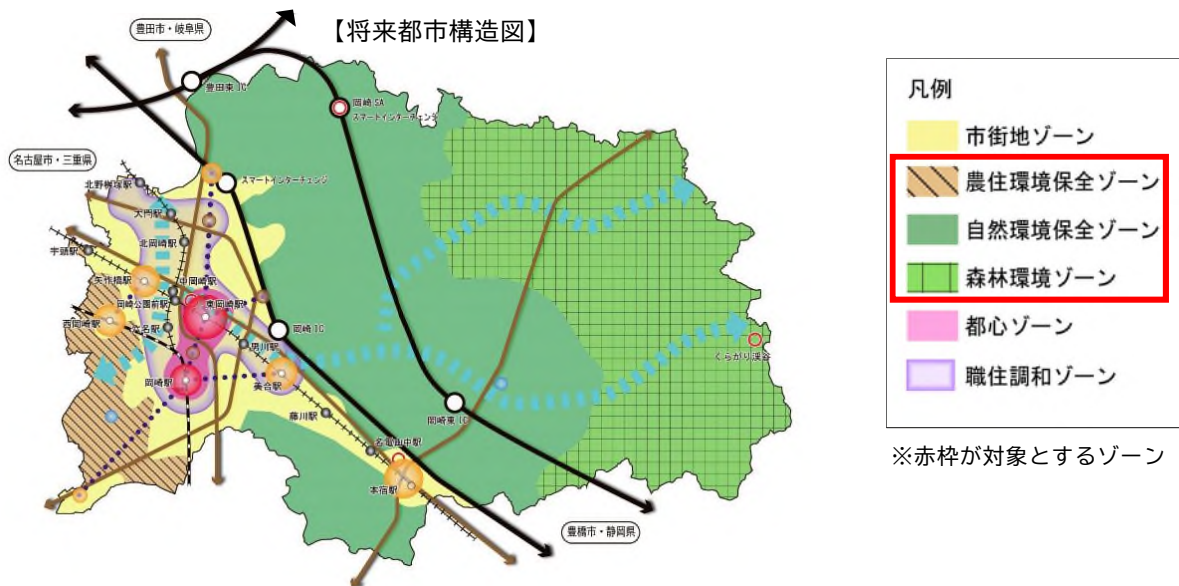 【将来都市構造図】
豊田市・岐阜県
豊田東IC
岡崎SA
スマートインターチェンジ
名古屋市・三重県
スマートインターチェンジ
北野桝塚駅
大門駅
北岡崎駅
宇頭駅
矢作橋駅
中岡崎駅
岡崎公園前駅
東岡崎駅
西岡崎駅
六名駅
岡崎IC
男川駅
くらがり渓谷
岡崎駅
美合駅
藤川駅
岡崎東IC
名電山中駅
本宿駅
豊橋市・静岡県
凡例
市街地ゾーン
農住環境保全ゾーン
自然環境保全ゾーン
森林環境ゾーン
都心ゾーン
職住調和ゾーン
※赤枠が対象とするゾーン